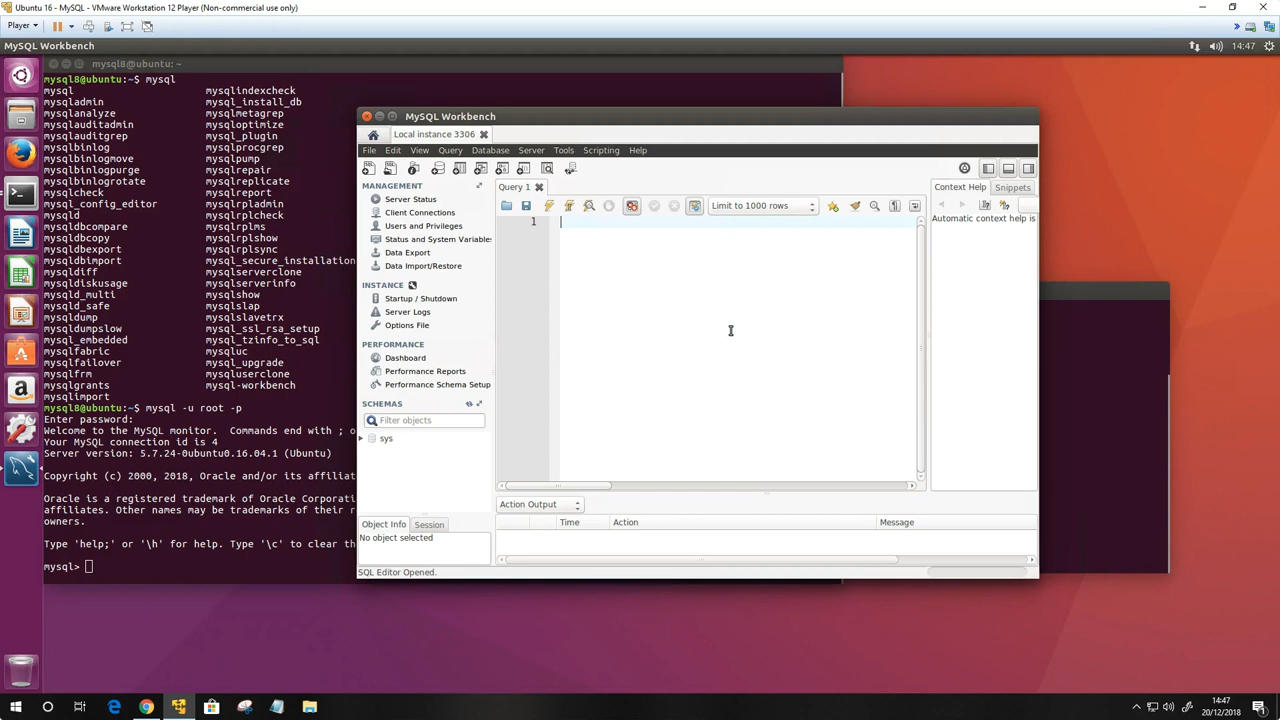 Ubuntu 16 - MySQL - VMware Workstation 12 Player (Non-commercial use only)
Player
MySQL Workbench
14:47
mysql8@ubuntu: ~
mysql8@ubuntu:~$ mysql
mysql mysqlindexcheck
mysqladmin mysql_install_db
mysqlanalyze mysqlmetagrep
mysqlauditadmin mysqloptimize
mysqlauditgrep mysql_plugin
mysqlbinlog mysqlprocgrep
mysqlbinlogmove mysqlpump
mysqlbinlogpurge mysqlrepair
mysqlbinlogrotate mysqlreplicate
mysqlcheck mysqlreport
mysql_config_editor mysqlrpladmin
mysqld mysqlrplcheck
mysqldbcompare mysqlrplms
mysqldbcopy mysqlrplshow
mysqldbexport mysqlrplsync
mysqldbimport mysql_secure_installation
mysqldiff mysqlserverclone
mysqldiskusage mysqlserverinfo
mysqld_multi mysqlshow
mysqld_safe mysqlslap
mysqldump mysqlslavetrx
mysqldumpslow mysql_ssl_rsa_setup
mysql_embedded mysql_tzinfo_to_sql
mysqlfabric mysqluc
mysqlfailover mysql_upgrade
mysqlfrm mysqluserclone
mysqlgrants mysql-workbench
mysqlimport
mysql8@ubuntu:~$ mysql -u root -p
Enter password:
Welcome to the MySQL monitor.  Commands end with ; o
Your MySQL connection id is 4
Server version: 5.7.24-0ubuntu0.16.04.1 (Ubuntu)
Copyright (c) 2000, 2018, Oracle and/or its affiliat
Oracle is a registered trademark of Oracle Corporat
affiliates. Other names may be trademarks of their r
owners.
Type 'help;' or '\h' for help. Type '\c' to clear th
mysql>
MySQL Workbench
Local instance 3306
File Edit View Query Database Server Tools Scripting Help
MANAGEMENT
Server Status
Client Connections
Users and Privileges
Status and System Variables
Data Export
Data Import/Restore
INSTANCE
Startup / Shutdown
Server Logs
Options File
PERFORMANCE
Dashboard
Performance Reports
Performance Schema Setup
SCHEMAS
Filter objects
sys
Object Info Session
No object selected
Query 1
Limit to 1000 rows
1
Context Help Snippets
Automatic context help is
Action Output
Time Action Message
SQL Editor Opened.
14:47
20/12/2018